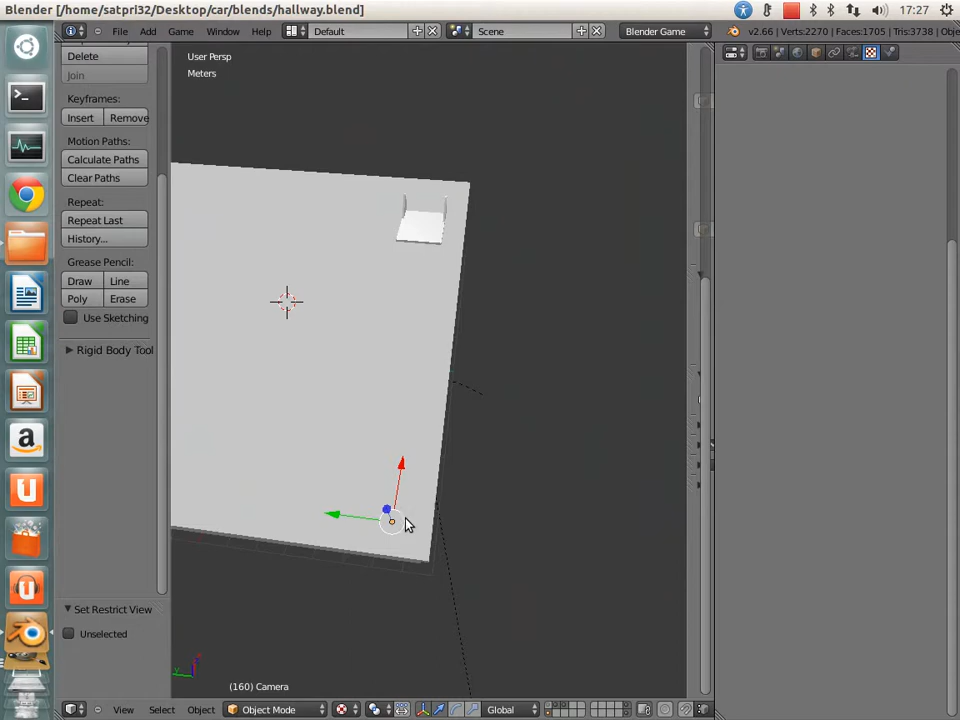 Blender [/home/satpri32/Desktop/car/blends/hallway.blend]
17:27
File Add Game Window Help
Default
Scene
Blender Game
v2.66 | Verts:2270 | Faces:1705 | Tris:3738 | Obje
Delete
Join
Keyframes:
Insert Remove
Motion Paths:
Calculate Paths
Clear Paths
Repeat:
Repeat Last
History...
Grease Pencil:
Draw Line
Poly Erase
Use Sketching
Rigid Body Tool
Set Restrict View
Unselected
User Persp
Meters
(160) Camera
View Select Object
Object Mode
Global